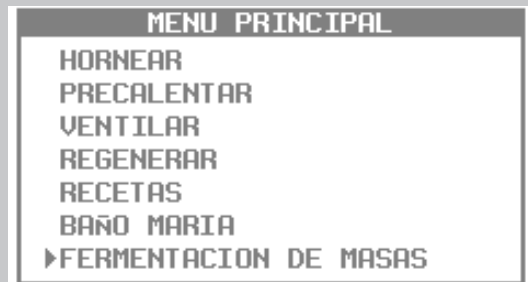 MENU PRINCIPAL
HORNEAR
PRECALENTAR
VENTILAR
REGENERAR
RECETAS
BAÑO MARIA
FERMENTACION DE MASAS